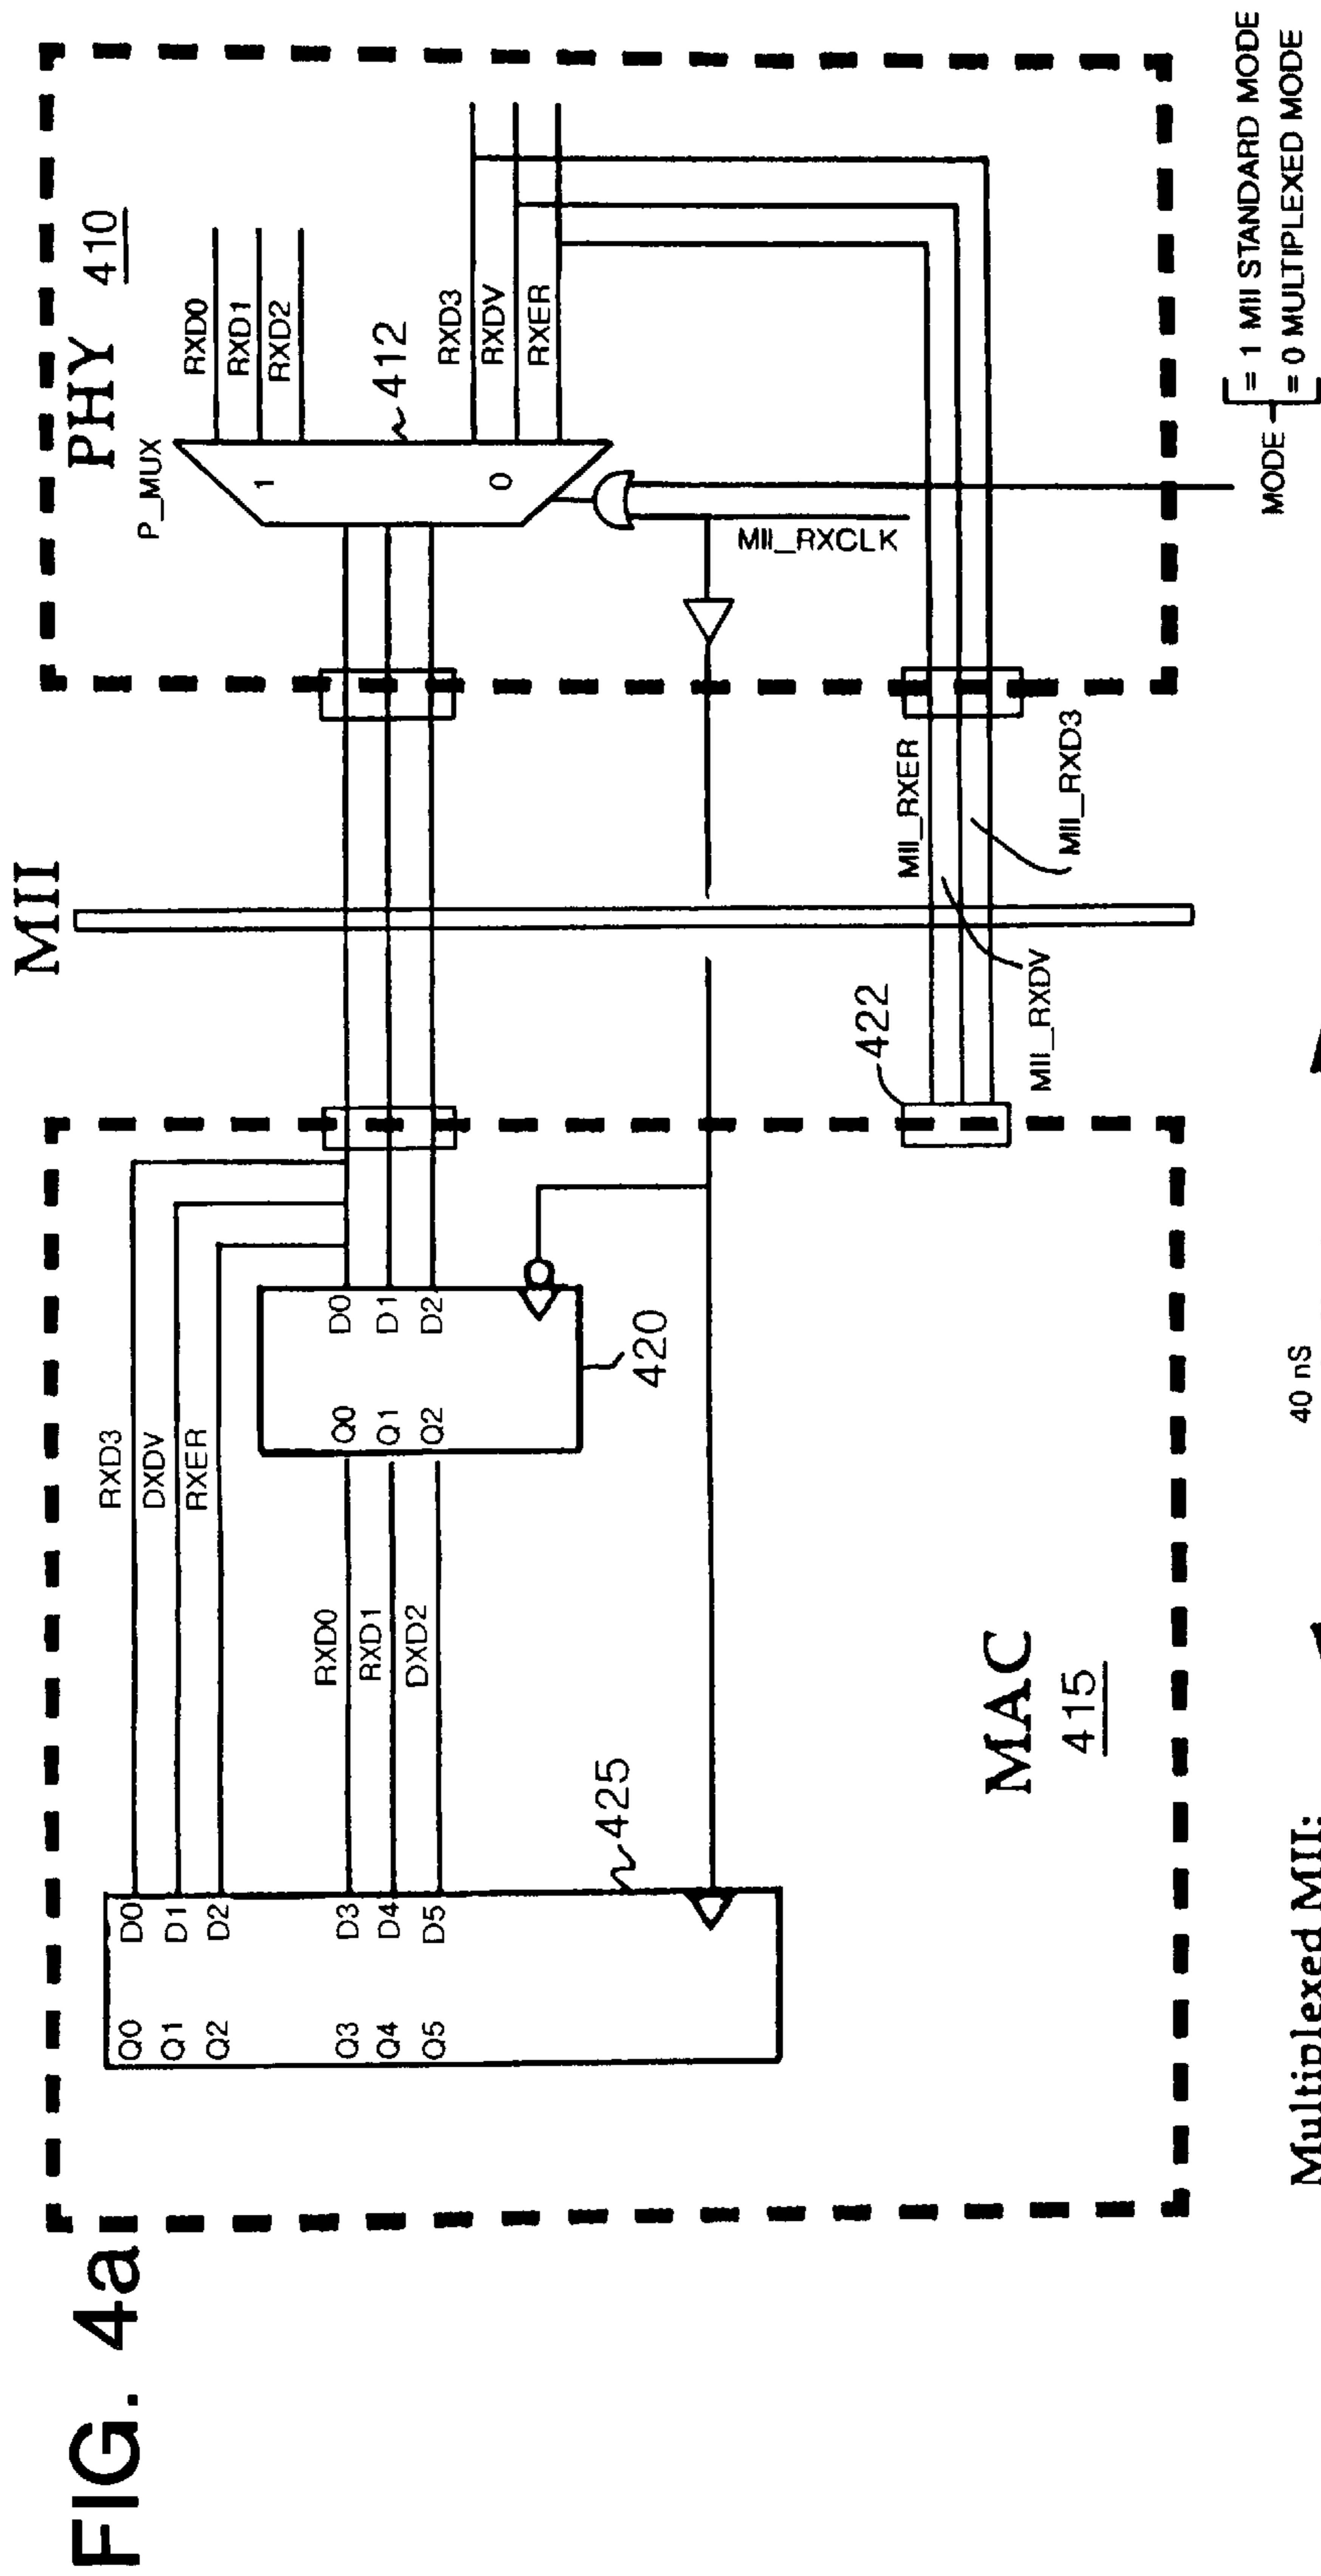 FIG. 4a
MII
PHY
410
P_MUX
RXD0
RXD1
RXD2
1
412
0
RXD3
RXDV
RXER
MII_RXCLK
MII_RXER
MII_RXD3
MII_RXDV
422
MODE
= 1 MII STANDARD MODE
= 0 MULTIPLEXED MODE
RXD3
DXDV
RXER
D0
D1
D2
Q0
Q1
Q2
420
RXD0
RXD1
DXD2
Q0 D0
Q1 D1
Q2 D2
Q3 D3
Q4 D4
Q5 D5
425
MAC
415
40 nS
Multiplexed MII: